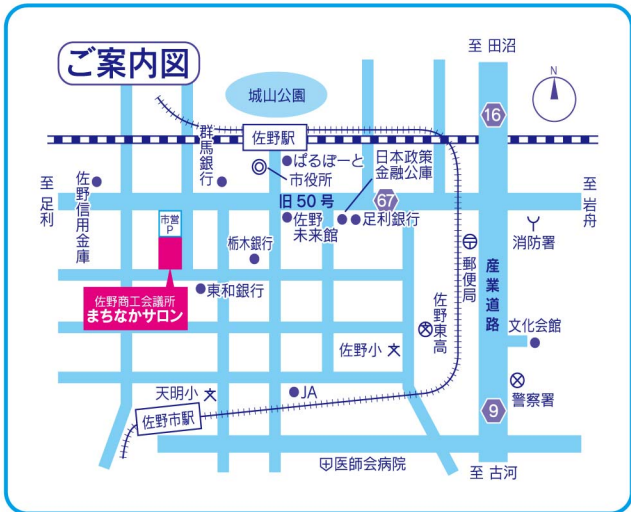 ご案内図
至 田沼
N
城山公園
16
佐野駅
群馬銀行
ぱるぽーと
市役所
日本政策
金融公庫
至 足利
佐野信用金庫
旧50号
67
至 岩舟
市営
P
佐野
未来館
足利銀行
消防署
栃木銀行
郵便局
産業道路
東和銀行
佐野商工会議所
まちなかサロン
佐野東高
文化会館
佐野小
文
天明小
文
JA
佐野市駅
警察署
9
医師会病院
至 古河